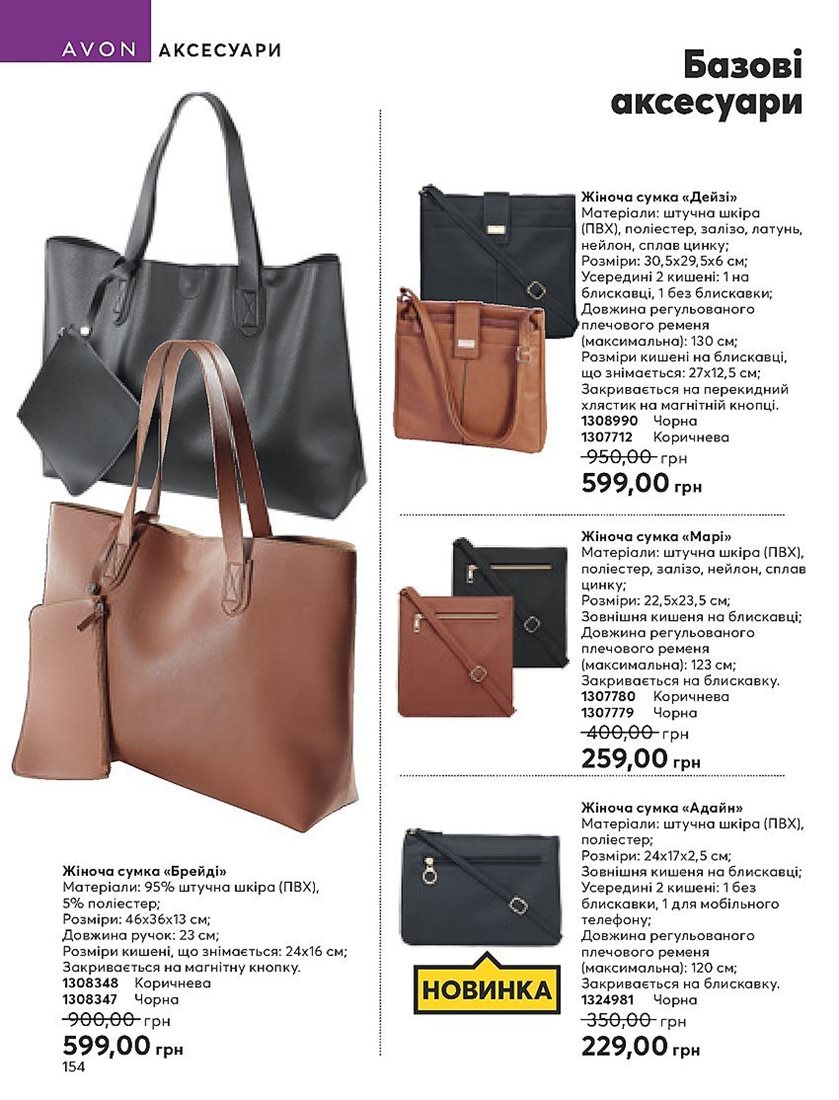 AVON АКСЕСУАРИ
Базові
аксесуари
Жіноча сумка «Дейзі»
Матеріали: штучна шкіра
(ПВХ), поліестер, залізо, латунь,
нейлон, сплав цинку;
Розміри: 30,5х29,5х6 см;
Усередині 2 кишені: 1 на
блискавці, 1 без блискавки;
Довжина регульованого
плечового ременя
(максимальна): 130 см;
Розміри кишені на блискавці,
що знімається: 27х12,5 см;
Закривається на перекидний
хлястик на магнітній кнопці.
1308990 Чорна
1307712 Коричнева
950,00 грн
599,00 грн
Жіноча сумка «Марі»
Матеріали: штучна шкіра (ПВХ),
поліестер, залізо, нейлон, сплав
цинку;
Розміри: 22,5х23,5 см;
Зовнішня кишеня на блискавці;
Довжина регульованого
плечового ременя
(максимальна): 123 см;
Закривається на блискавку.
1307780 Коричнева
1307779 Чорна
400,00 грн
259,00 грн
Жіноча сумка «Адайн»
Матеріали: штучна шкіра (ПВХ),
поліестер;
Розміри: 24х17х2,5 см;
Зовнішня кишеня на блискавці;
Усередині 2 кишені: 1 без
блискавки, 1 для мобільного
телефону;
Довжина регульованого
плечового ременя
(максимальна): 120 см;
Закривається на блискавку.
1324981 Чорна
350,00 грн
229,00 грн
НОВИНКА
Жіноча сумка «Брейді»
Матеріали: 95% штучна шкіра (ПВХ),
5% поліестер;
Розміри: 46х36х13 см;
Довжина ручок: 23 см;
Розміри кишені, що знімається: 24х16 см;
Закривається на магнітну кнопку.
1308348 Коричнева
1308347 Чорна
900,00 грн
599,00 грн
154